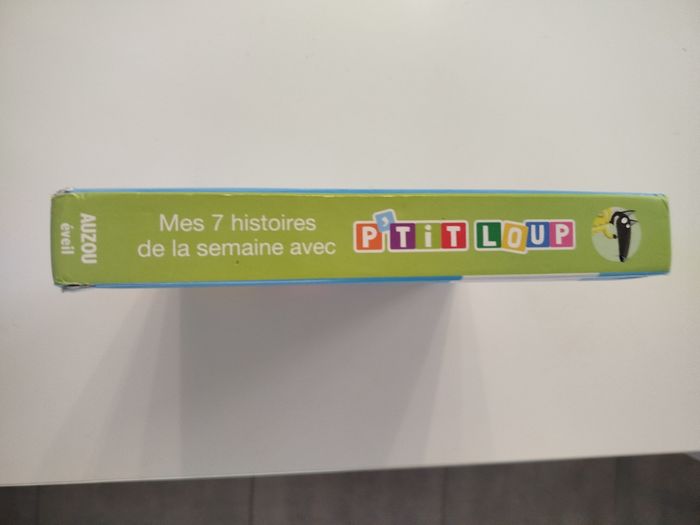 AUZOU
éveil
Mes 7 histoires
de la semaine avec
P'TiT LOUP